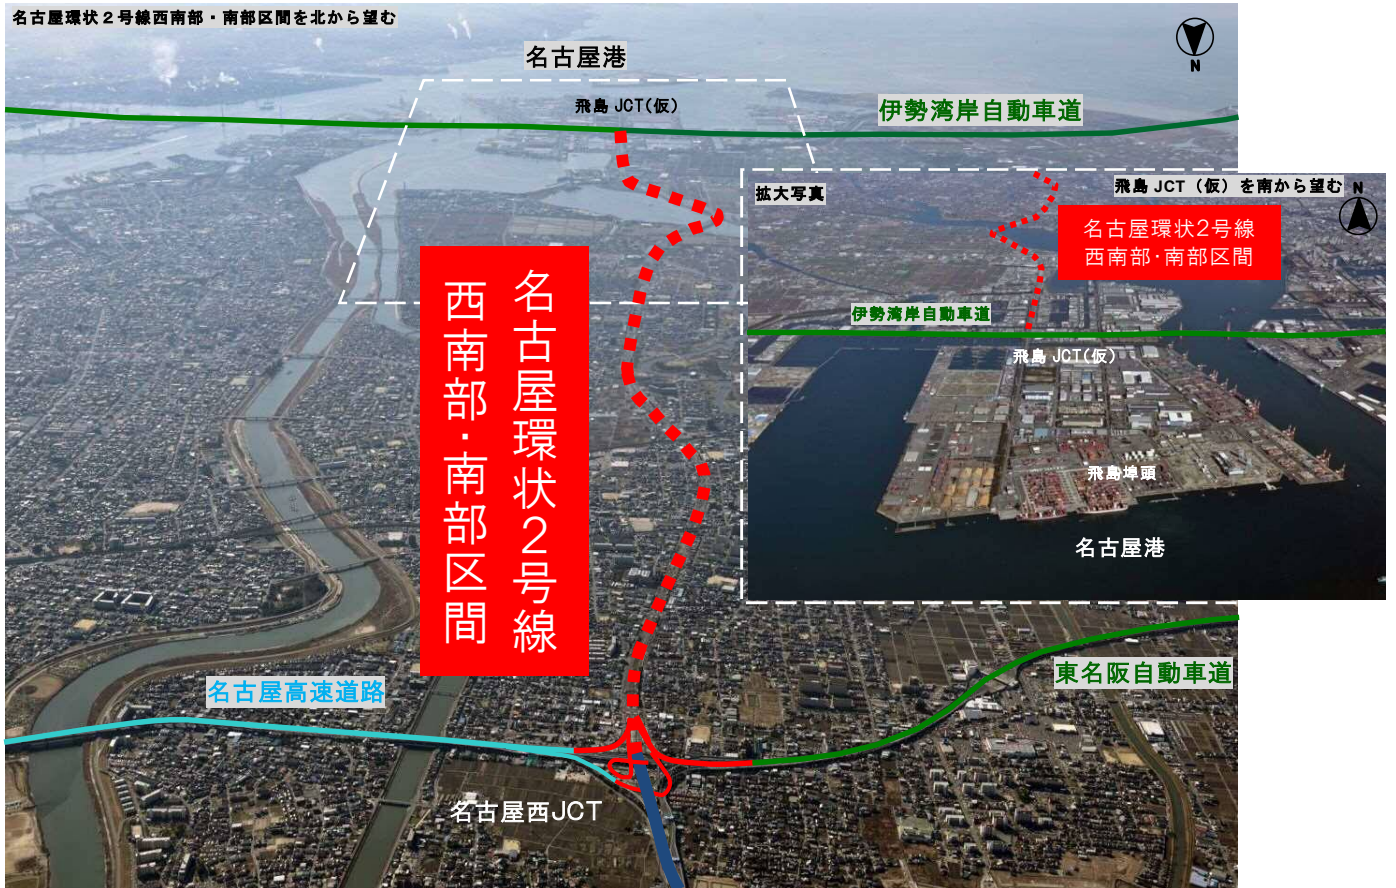 名古屋環状２号線西南部・南部区間を北から望む
N
名古屋港
飛島 JCT(仮)
伊勢湾岸自動車道
拡大写真
飛島 JCT（仮）を南から望む
N
名古屋環状2号線
西南部・南部区間
伊勢湾岸自動車道
飛島 JCT(仮)
飛島埠頭
名古屋港
名古屋環状2号線
西南部・南部区間
名古屋高速道路
東名阪自動車道
名古屋西JCT